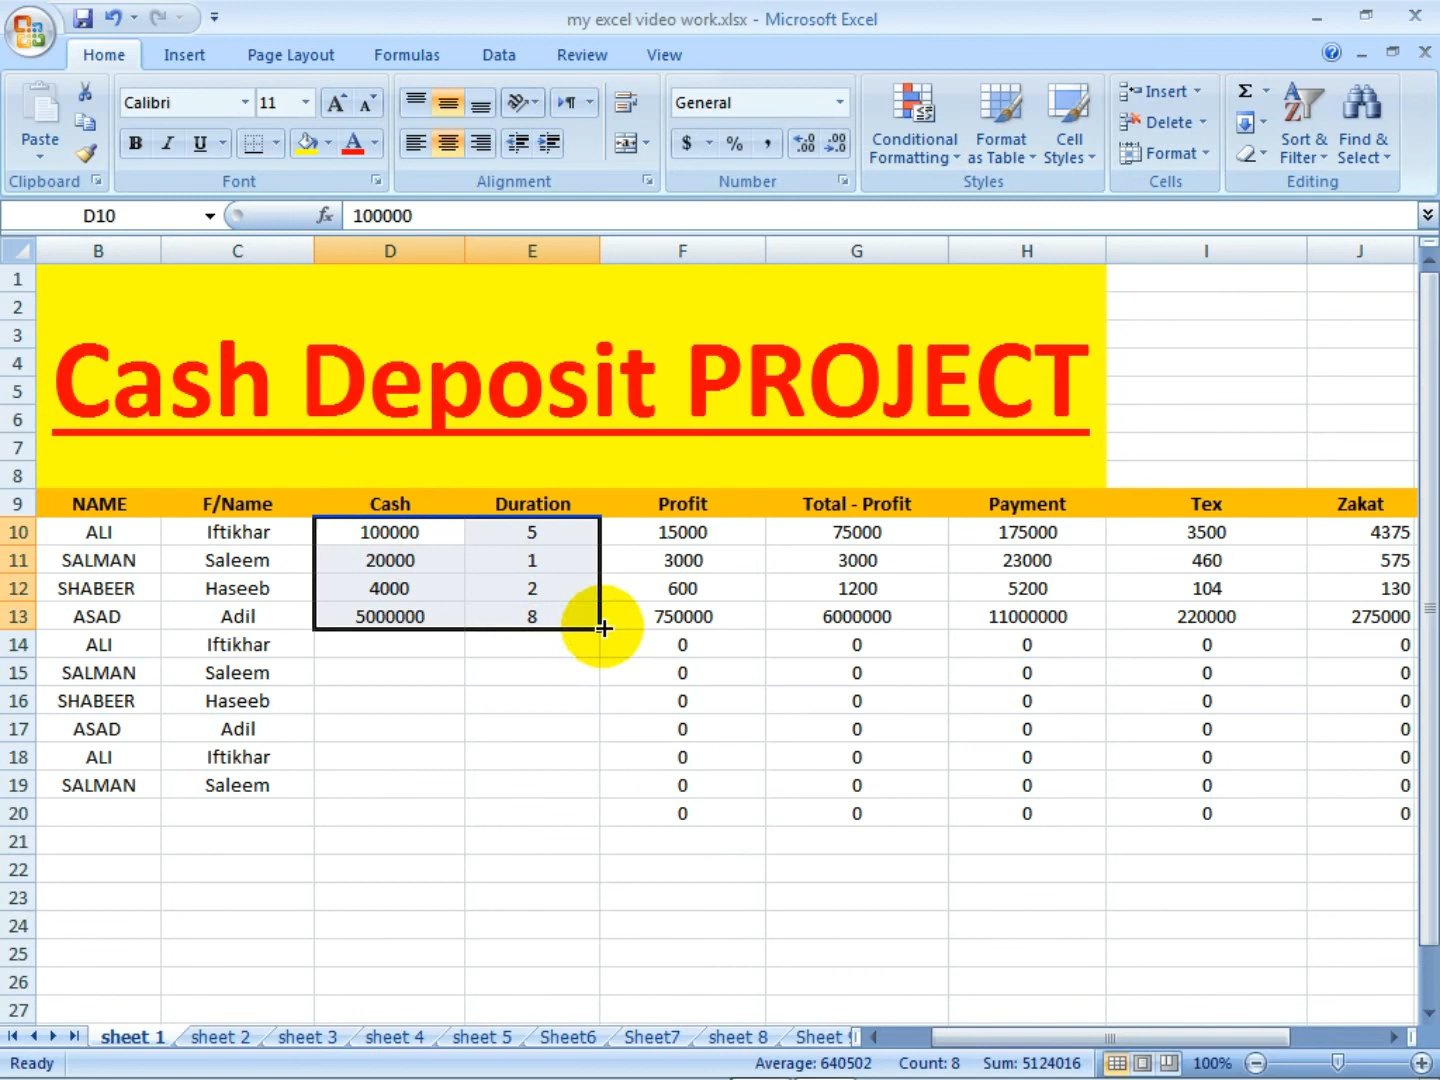 my excel video work.xlsx - Microsoft Excel
Home Insert Page Layout Formulas Data Review View
Paste
Clipboard
Calibri 11
B I U
Font
Alignment
General
$ % ,
Number
Conditional Formatting
Format as Table
Cell Styles
Styles
Insert
Delete
Format
Cells
Sort & Filter
Find & Select
Editing
D10 fx 100000
B C D E F G H I J
1
2
3
4
5
6
7
8
Cash Deposit PROJECT
9 NAME F/Name Cash Duration Profit Total - Profit Payment Tex Zakat
10 ALI Iftikhar 100000 5 15000 75000 175000 3500 4375
11 SALMAN Saleem 20000 1 3000 3000 23000 460 575
12 SHABEER Haseeb 4000 2 600 1200 5200 104 130
13 ASAD Adil 5000000 8 750000 6000000 11000000 220000 275000
14 ALI Iftikhar 0 0 0 0 0
15 SALMAN Saleem 0 0 0 0 0
16 SHABEER Haseeb 0 0 0 0 0
17 ASAD Adil 0 0 0 0 0
18 ALI Iftikhar 0 0 0 0 0
19 SALMAN Saleem 0 0 0 0 0
20 0 0 0 0 0
21
22
23
24
25
26
27
sheet 1 sheet 2 sheet 3 sheet 4 sheet 5 Sheet6 Sheet7 sheet 8 Sheet
Ready Average: 640502 Count: 8 Sum: 5124016 100%